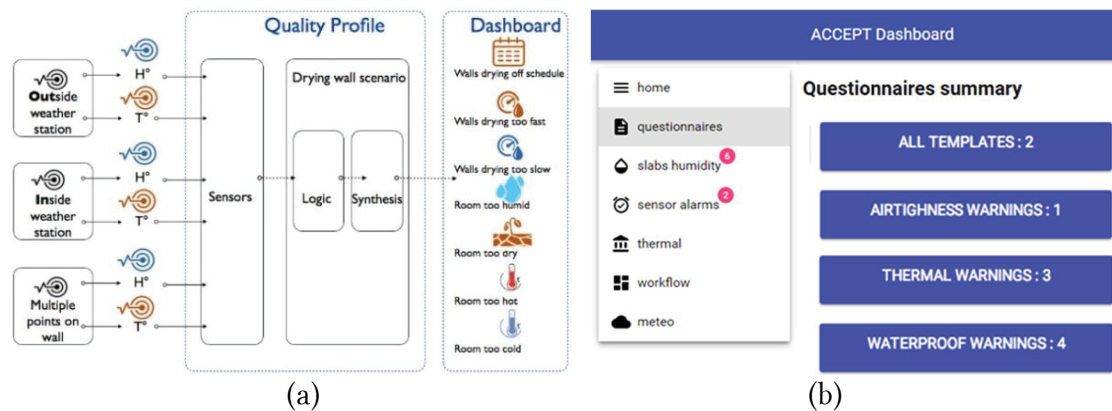 Quality Profile
Dashboard
Outside
weather
station
H°
T°
Inside
weather
station
H°
T°
Multiple
points on
wall
H°
T°
Sensors
Drying wall scenario
Logic
Synthesis
Walls drying off schedule
Walls drying too fast
Walls drying too slow
Room too humid
Room too dry
Room too hot
Room too cold
(a)
ACCEPT Dashboard
home
questionnaires
slabs humidity 6
sensor alarms 2
thermal
workflow
meteo
Questionnaires summary
ALL TEMPLATES : 2
AIRTIGHNESS WARNINGS : 1
THERMAL WARNINGS : 3
WATERPROOF WARNINGS : 4
(b)